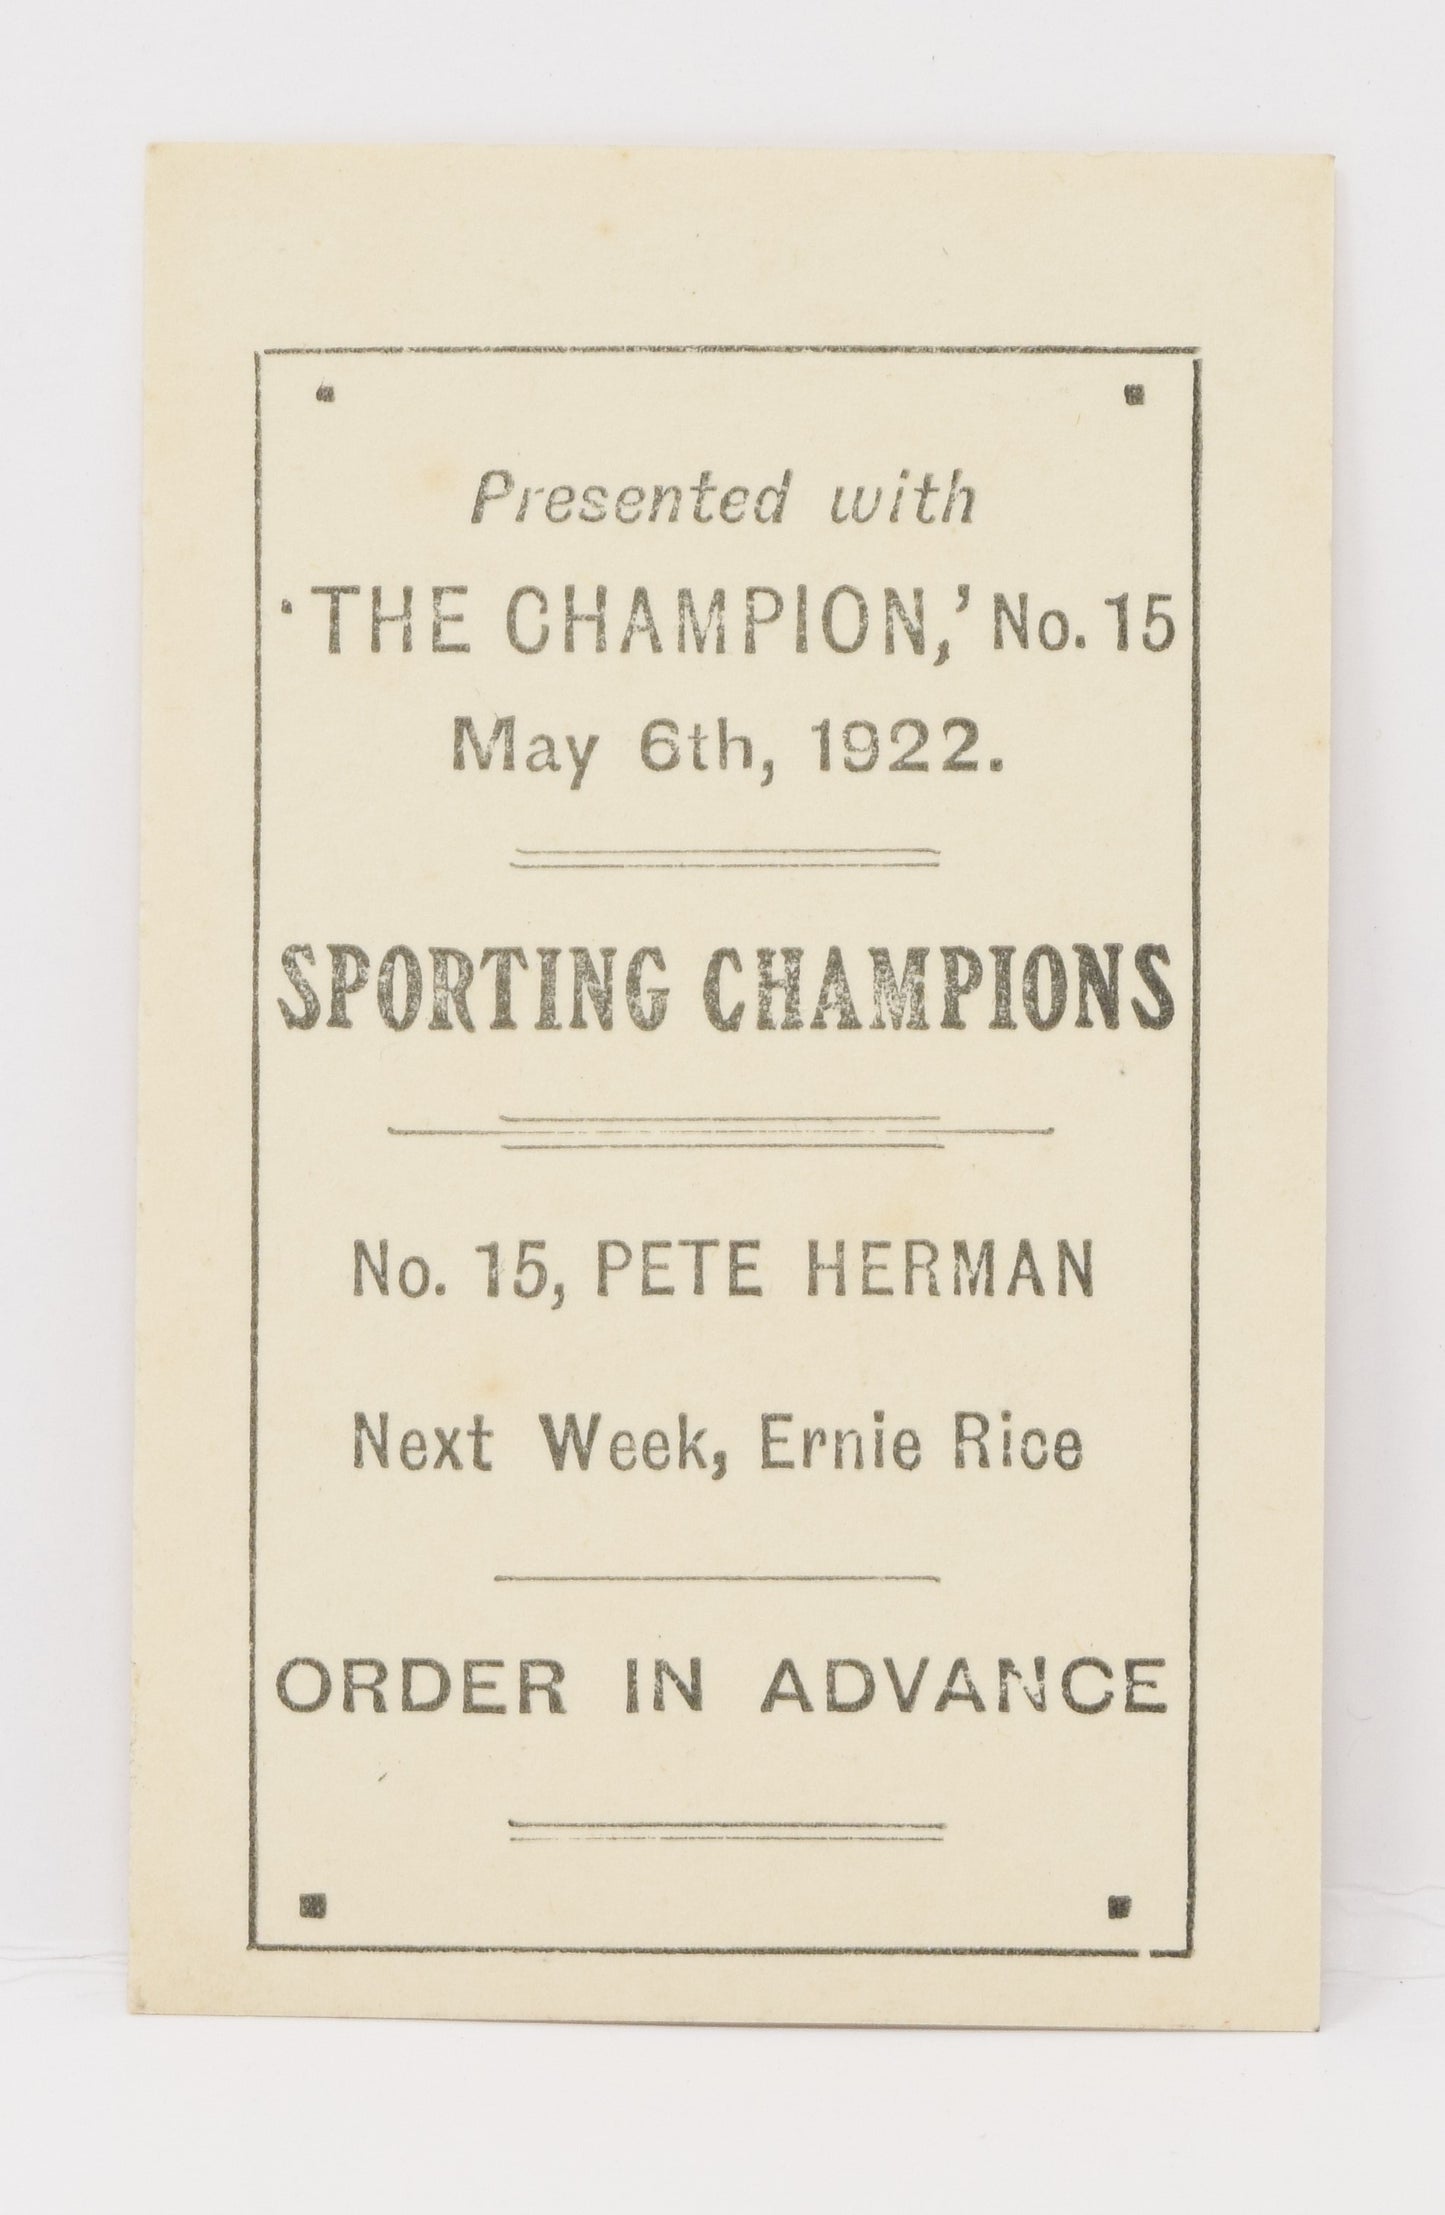 Presented with
'THE CHAMPION,' No. 15
May 6th, 1922.
SPORTING CHAMPIONS
No. 15, PETE HERMAN
Next Week, Ernie Rice
ORDER IN ADVANCE